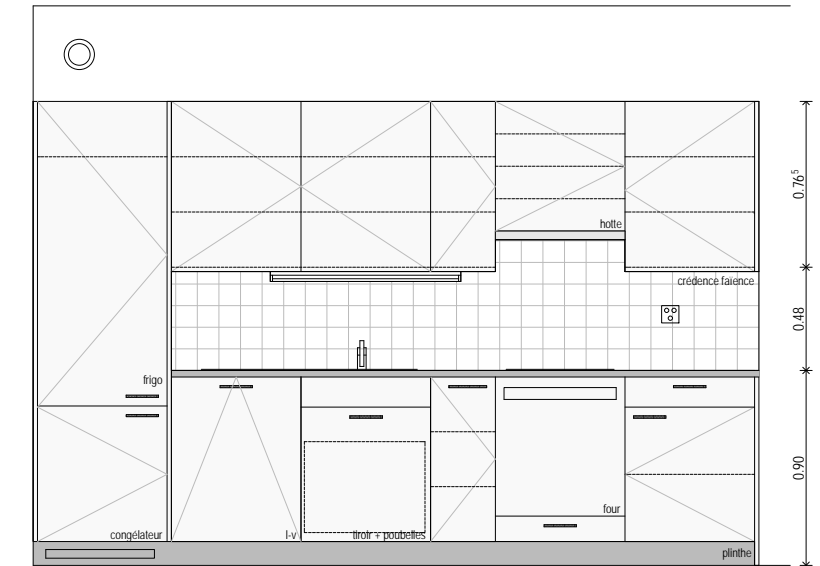 hotte
0.76⁵
crédence faïence
0.48
frigo
0.90
four
congélateur
l-v
tiroir + poubelles
plinthe